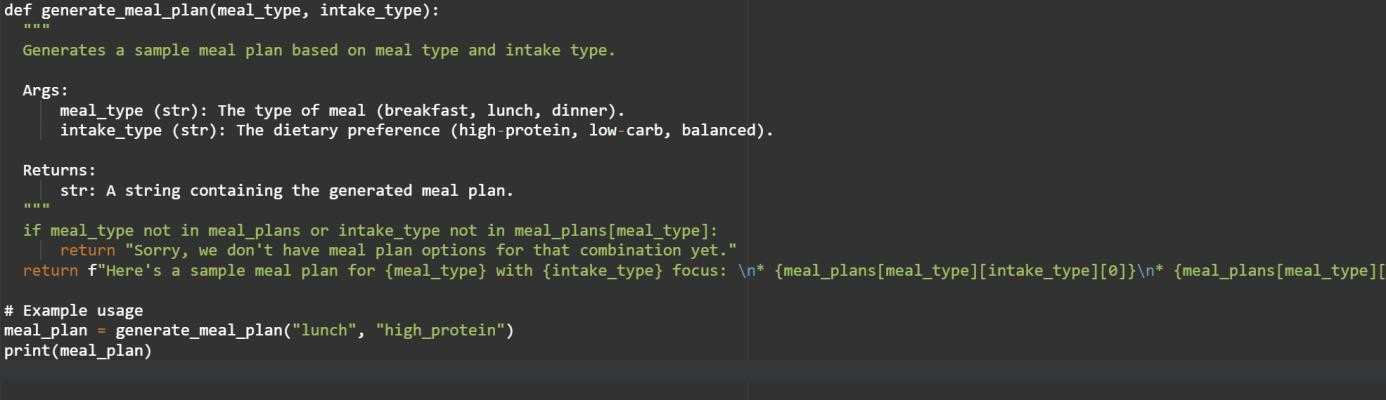 def generate_meal_plan(meal_type, intake_type):
"""
Generates a sample meal plan based on meal type and intake type.
Args:
meal_type (str): The type of meal (breakfast, lunch, dinner).
intake_type (str): The dietary preference (high-protein, low-carb, balanced).
Returns:
str: A string containing the generated meal plan.
"""
if meal_type not in meal_plans or intake_type not in meal_plans[meal_type]:
return "Sorry, we don't have meal plan options for that combination yet."
return f"Here's a sample meal plan for {meal_type} with {intake_type} focus: \n* {meal_plans[meal_type][intake_type][0]}\n* {meal_plans[meal_type][
# Example usage
meal_plan = generate_meal_plan("lunch", "high_protein")
print(meal_plan)